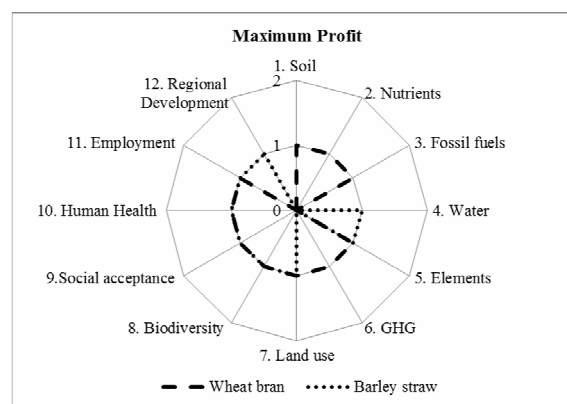 Maximum Profit
1. Soil
2
12. Regional
Development
2. Nutrients
11. Employment
1
3. Fossil fuels
10. Human Health
0
4. Water
9.Social acceptance
5. Elements
8. Biodiversity
6. GHG
7. Land use
Wheat bran
Barley straw